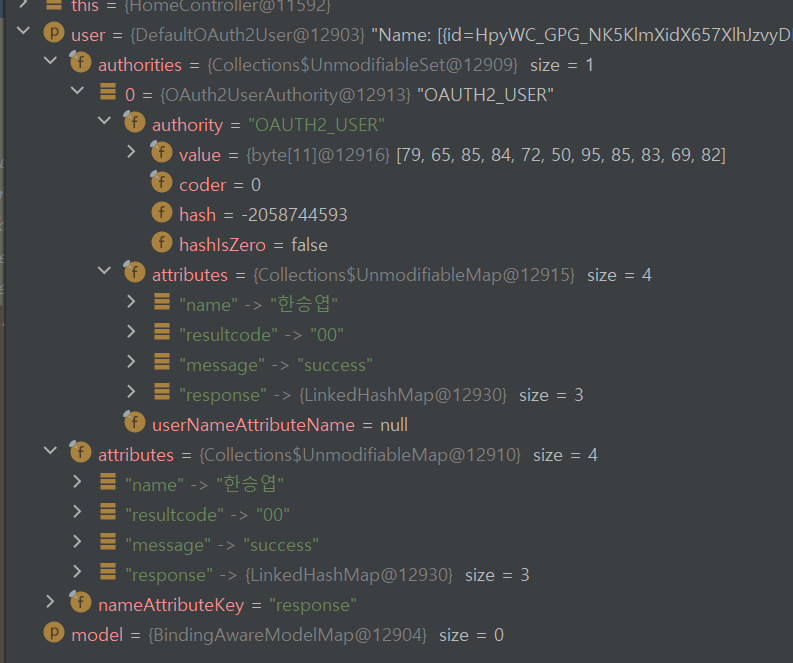 this = {HomeController@11592}
p user = {DefaultOAuth2User@12903} "Name: [{id=HpyWC_GPG_NK5KlmXidX657XlhJzvyD
f authorities = {Collections$UnmodifiableSet@12909} size = 1
0 = {OAuth2UserAuthority@12913} "OAUTH2_USER"
f authority = "OAUTH2_USER"
f value = {byte[11]@12916} [79, 65, 85, 84, 72, 50, 95, 85, 83, 69, 82]
f coder = 0
f hash = -2058744593
f hashIsZero = false
f attributes = {Collections$UnmodifiableMap@12915} size = 4
"name" -> "한승엽"
"resultcode" -> "00"
"message" -> "success"
"response" -> {LinkedHashMap@12930} size = 3
f userNameAttributeName = null
f attributes = {Collections$UnmodifiableMap@12910} size = 4
"name" -> "한승엽"
"resultcode" -> "00"
"message" -> "success"
"response" -> {LinkedHashMap@12930} size = 3
f nameAttributeKey = "response"
p model = {BindingAwareModelMap@12904} size = 0